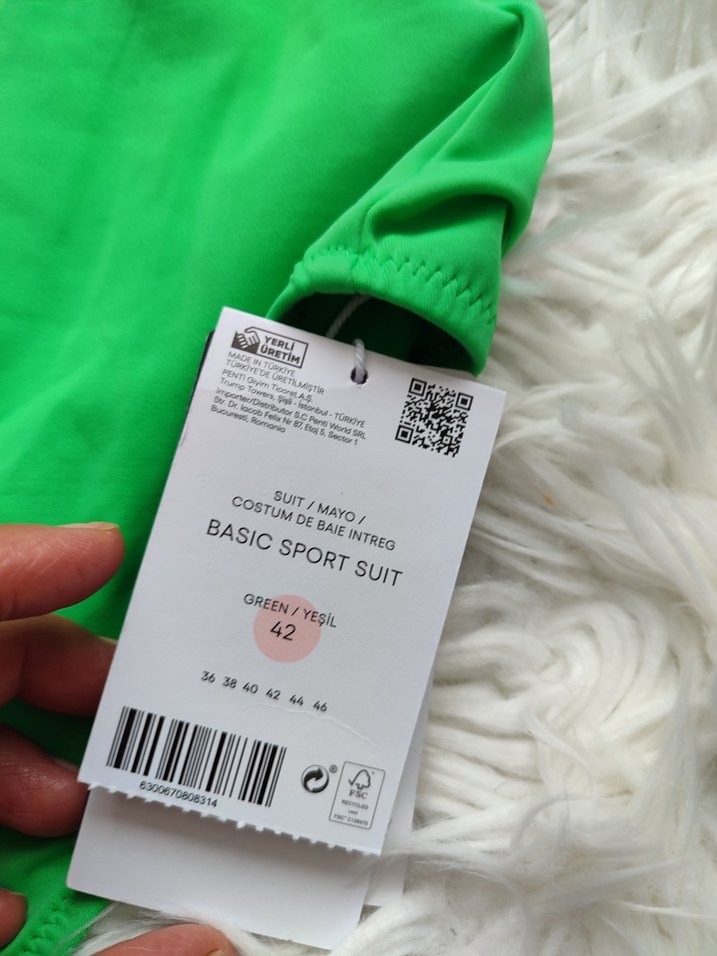 YERLİ
ÜRETİM
MADE IN TÜRKİYE
TÜRKİYE'DE ÜRETİLMİŞTİR
PENTİ Giyim Ticaret A.Ş.
Trump Towers, Şişli - İstanbul - TÜRKİYE
Importer/Distributor S.C Penti World SRL
Str. Dr Iacob Felix Nr 87, Etaj 5, Sector 1
Bucuresti, Romania
SUIT / MAYO /
COSTUM DE BAIE INTREG
BASIC SPORT SUIT
GREEN / YEŞİL
42
36 38 40 42 44 46
6300670808314
®
FSC
RECYCLED